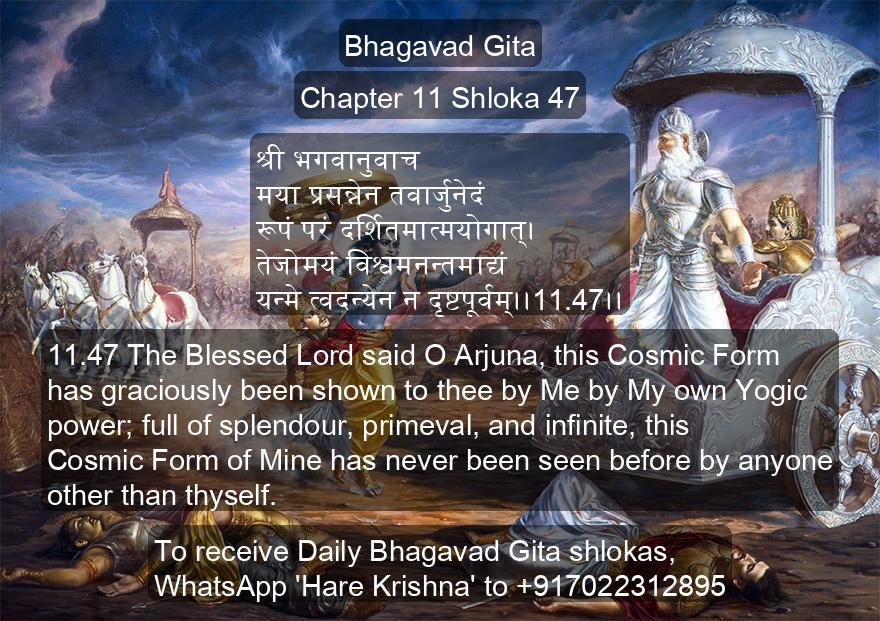 Bhagavad Gita
Chapter 11 Shloka 47
श्री भगवानुवाच
मया प्रसन्नेन तवार्जुनेदं
रूपं परं दर्शितमात्मयोगात्।
तेजोमयं विश्वमनन्तमाद्यं
यन्मे त्वदन्येन न दृष्टपूर्वम्।।11.47।।
11.47 The Blessed Lord said O Arjuna, this Cosmic Form
has graciously been shown to thee by Me by My own Yogic
power; full of splendour, primeval, and infinite, this
Cosmic Form of Mine has never been seen before by anyone
other than thyself.
To receive Daily Bhagavad Gita shlokas,
WhatsApp 'Hare Krishna' to +917022312895